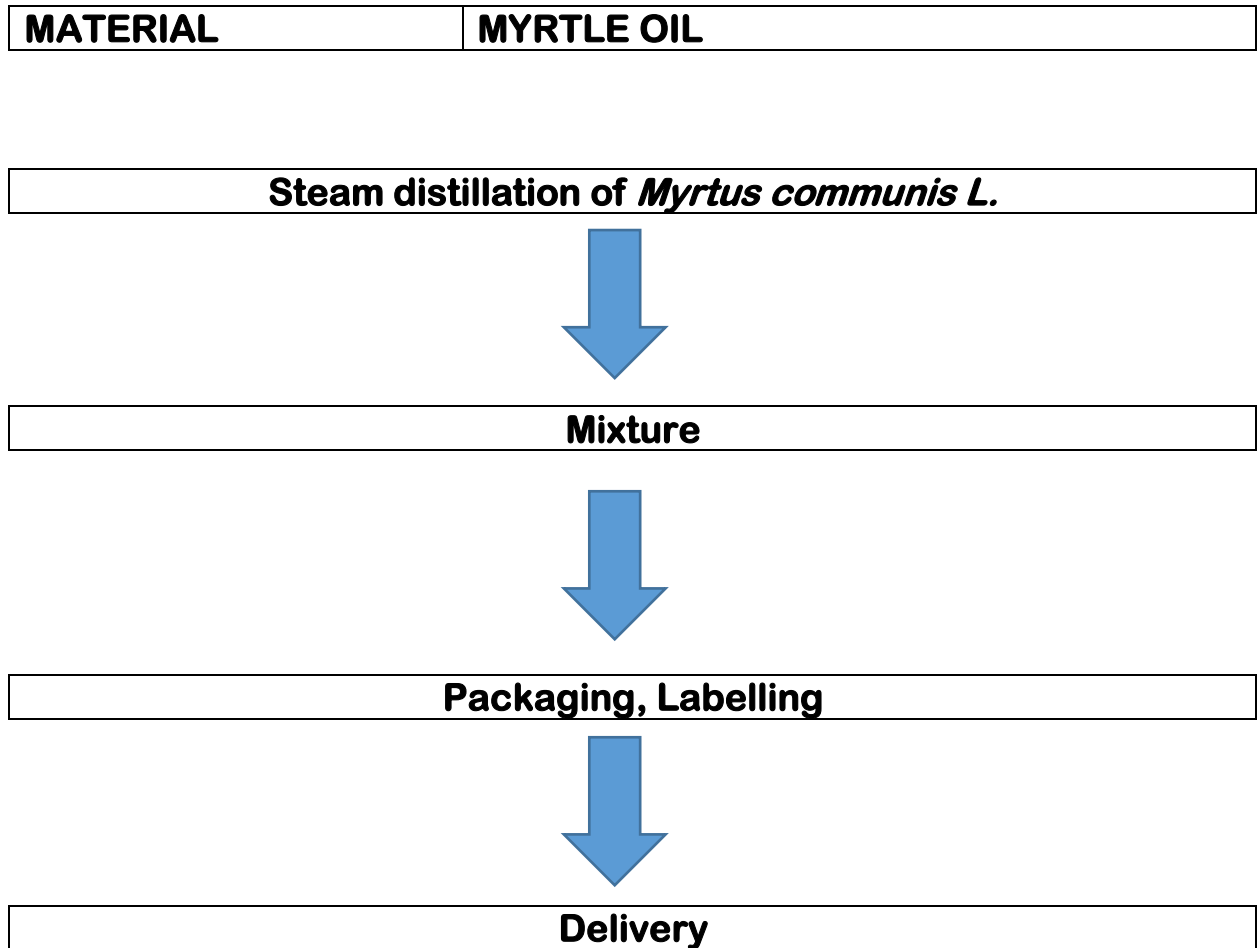 MATERIAL MYRTLE OIL
Steam distillation of Myrtus communis L.
Mixture
Packaging, Labelling
Delivery